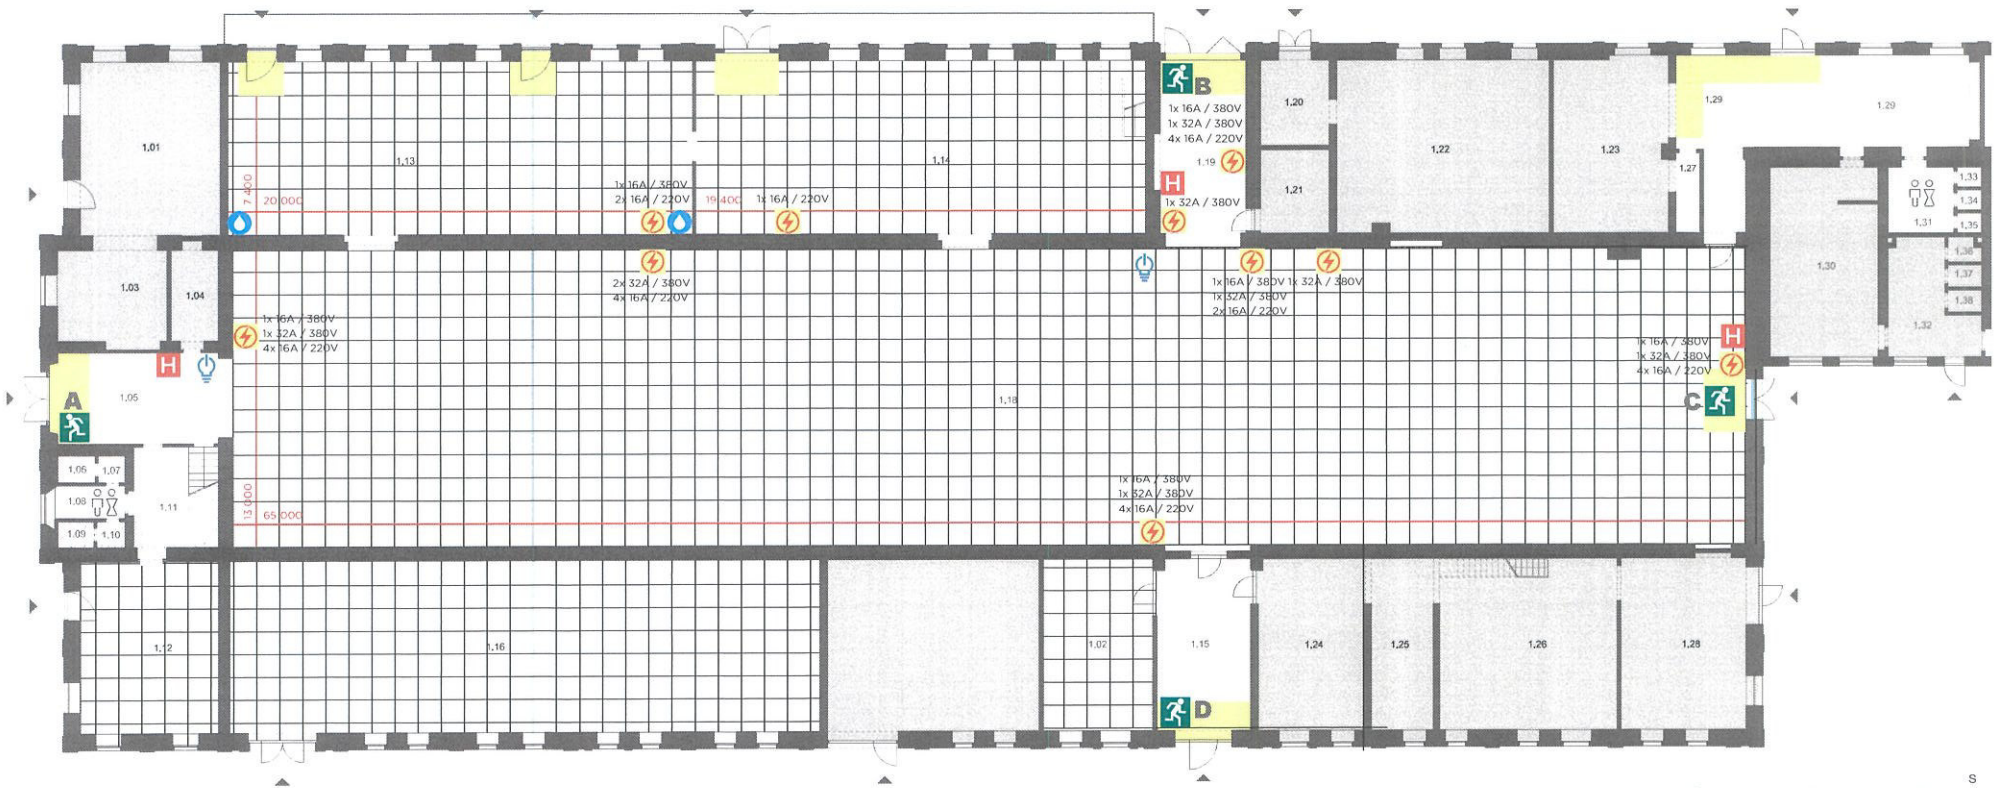 B
1x 16A / 380V
1x 32A / 380V
4x 16A / 220V
1,19
H
1x 32A / 380V
1,20
1,21
1,22
1,23
1,29
1,29
1,27
1,01
1,13
7 400
20 000
1x 16A / 380V
2x 16A / 220V
19 400
1x 16A / 220V
1,14
1,33
1,34
1,35
1,31
1,36
1,37
1,38
1,30
1,32
1,03
1,04
2x 32A / 380V
4x 16A / 220V
1x 16A / 380V
1x 32A / 380V
2x 16A / 220V
1x 32A / 380V
1x 16A / 380V
1x 32A / 380V
4x 16A / 220V
H
1x 16A / 380V
1x 32A / 380V
4x 16A / 220V
H
A
1,05
1,18
C
1,06
1,07
1,08
1,09
1,10
1,11
13 000
65 000
1x 16A / 380V
1x 32A / 380V
4x 16A / 220V
1,12
1,16
1,02
1,15
1,24
1,25
1,26
1,28
D
S